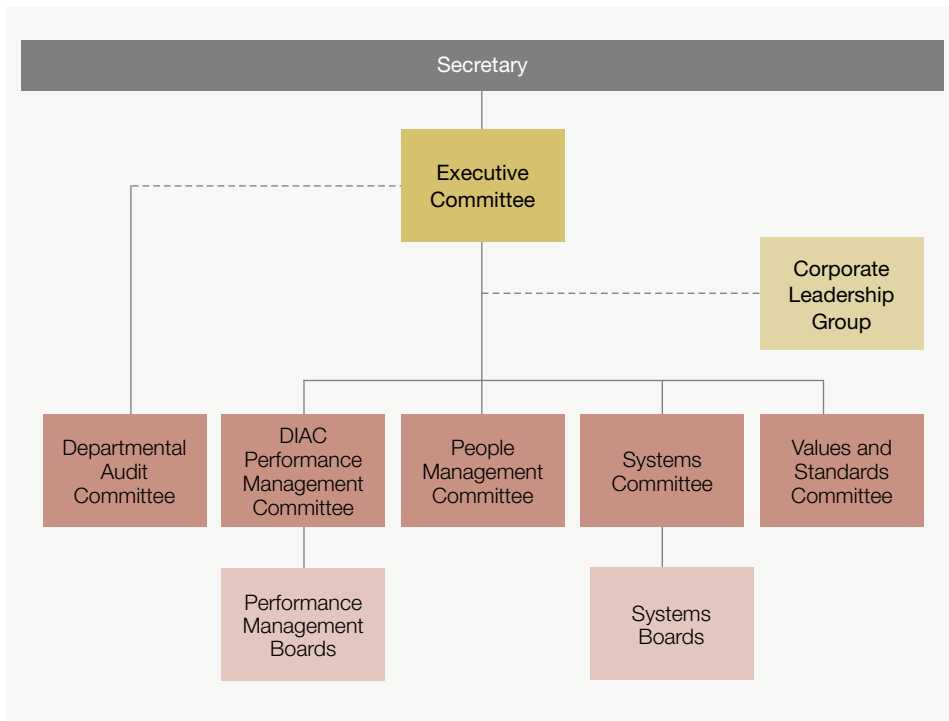 Secretary
Executive
Committee
Corporate
Leadership
Group
Departmental
Audit
Committee
DIAC
Performance
Management
Committee
People
Management
Committee
Systems
Committee
Values and
Standards
Committee
Performance
Management
Boards
Systems
Boards